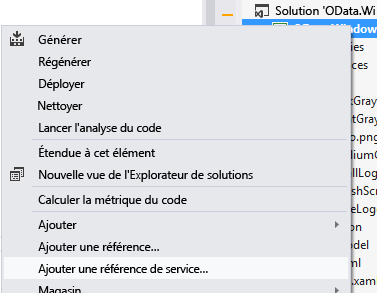 Solution 'OData.Wi
Générer
Régénérer
Déployer
Nettoyer
Lancer l'analyse du code
Étendue à cet élément
Nouvelle vue de l'Explorateur de solutions
Calculer la métrique du code
Ajouter
Ajouter une référence...
Ajouter une référence de service...
Magasin